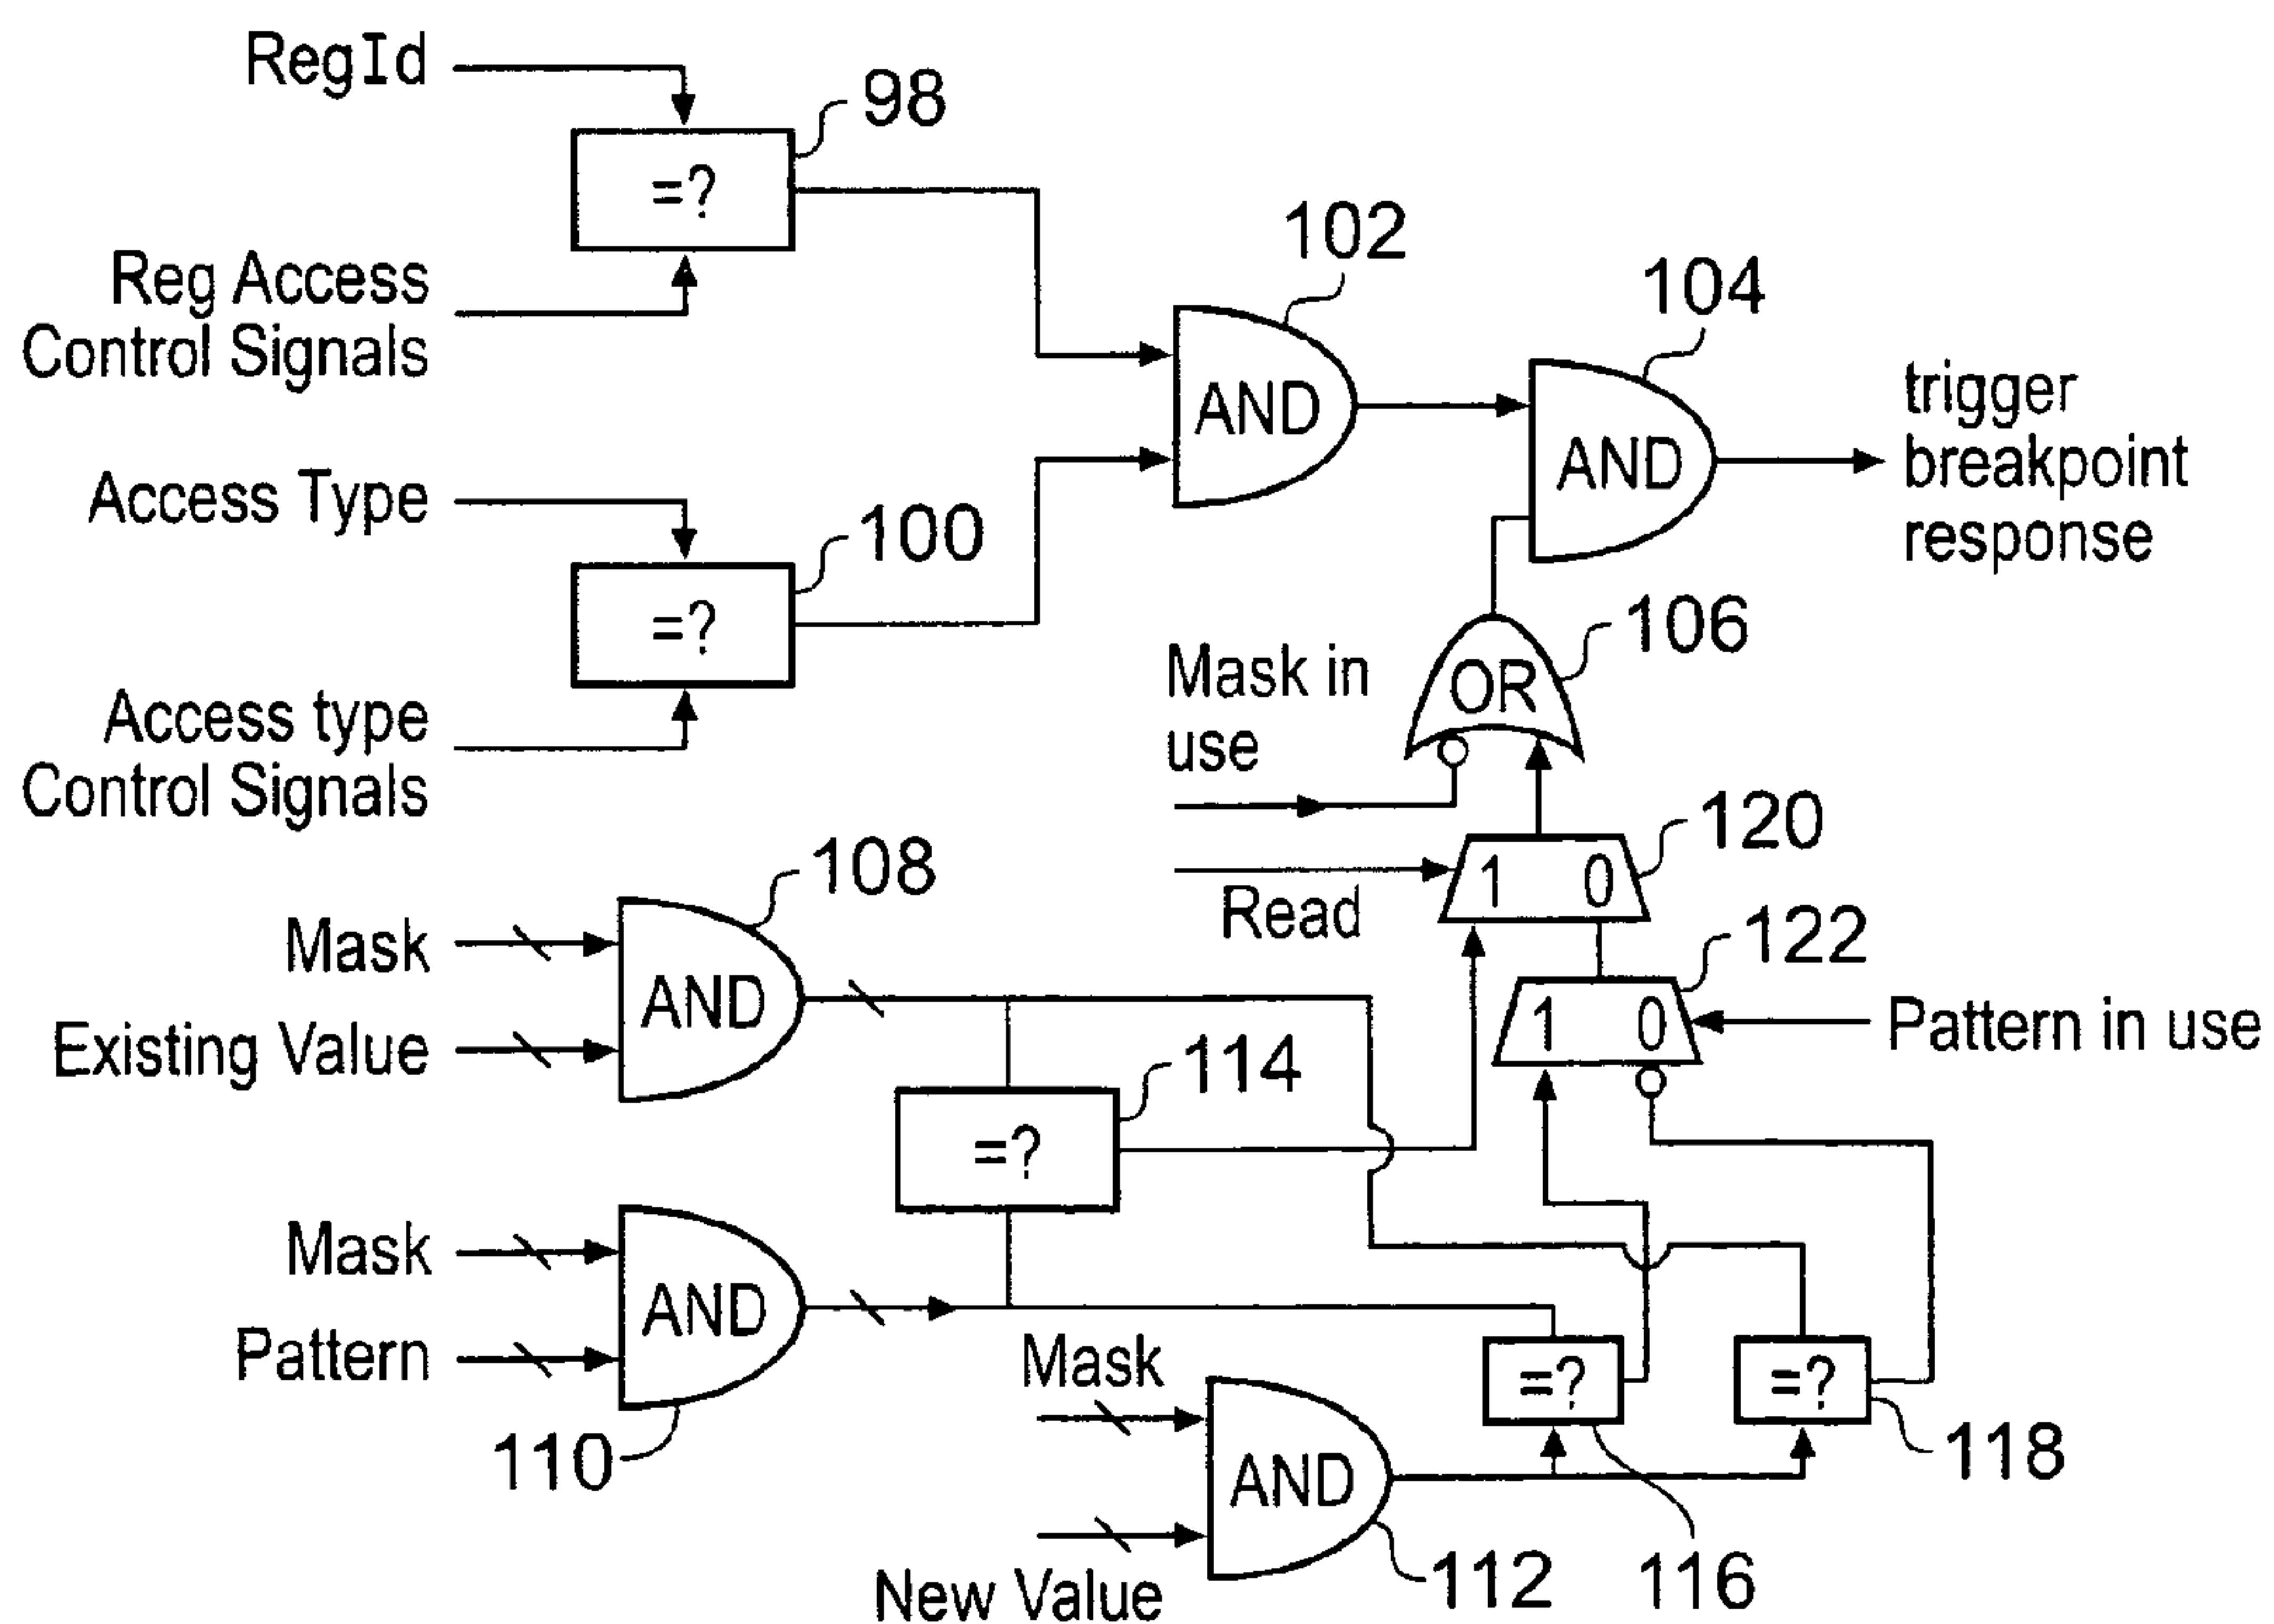 RegId
98
=?
Reg Access
Control Signals
102
104
AND
AND
trigger
breakpoint
response
Access Type
100
=?
106
Mask in
use
OR
Access type
Control Signals
120
1 0
Read
108
Mask
AND
Existing Value
122
1 0
Pattern in use
114
=?
Mask
AND
Pattern
110
Mask
=?
=?
118
AND
New Value
112
116